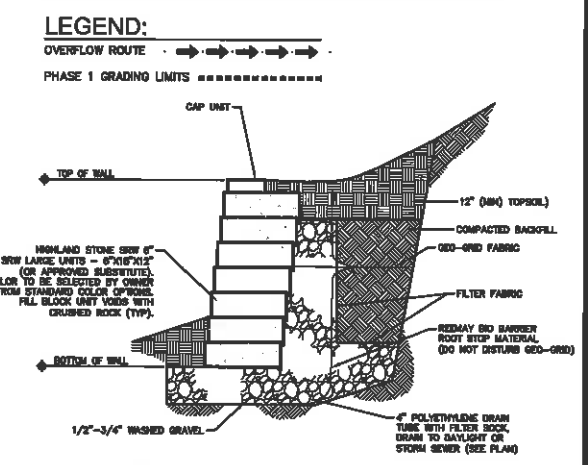 LEGEND:
OVERFLOW ROUTE
PHASE 1 GRADING LIMITS
CAP UNIT
TOP OF WALL
12" (MIN) TOPSOIL
COMPACTED BACKFILL
GEO-GRID FABRIC
HIGHLAND STONE SRW 6"
SRW LARGE UNITS - 6"X18"X12"
(OR APPROVED SUBSTITUTE).
LOR TO BE SELECTED BY OWNER
FROM STANDARD COLOR OPTIONS.
FILL BLOCK UNIT VOIDS WITH
CRUSHED ROCK (TYP).
FILTER FABRIC
REEMAY BIO BARRIER
ROOT STOP MATERIAL
(DO NOT DISTURB GEO-GRID)
BOTTOM OF WALL
1/2"-3/4" WASHED GRAVEL
4" POLYETHYLENE DRAIN
TUBE WITH FILTER SOCK,
DRAIN TO DAYLIGHT OR
STORM SEWER (SEE PLAN)